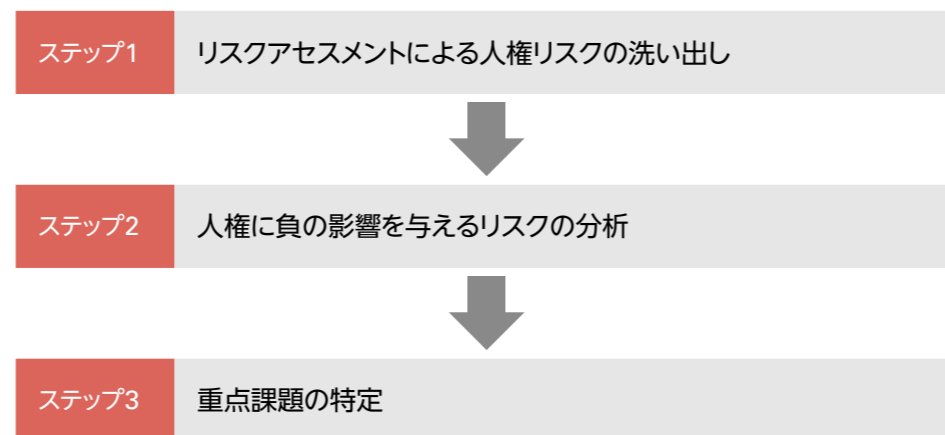 ステップ1 リスクアセスメントによる人権リスクの洗い出し
ステップ2 人権に負の影響を与えるリスクの分析
ステップ3 重点課題の特定